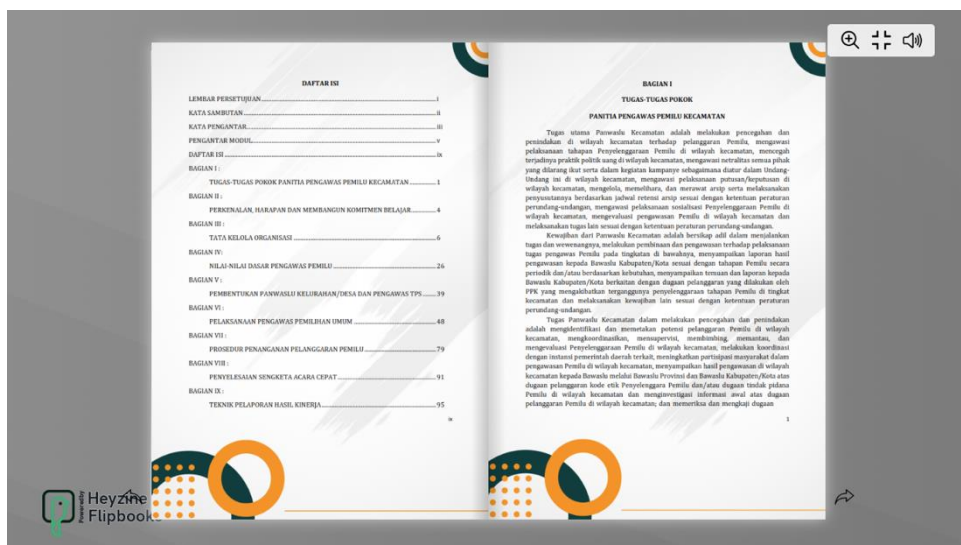 DAFTAR ISI
LEMBAR PERSETUJUAN i
KATA SAMBUTAN ii
KATA PENGANTAR iii
PENGANTAR MODUL v
DAFTAR ISI ix
BAGIAN I :
TUGAS-TUGAS POKOK PANITIA PENGAWAS PEMILU KECAMATAN 1
BAGIAN II :
PERKENALAN, HARAPAN DAN MEMBANGUN KOMITMEN BELAJAR 4
BAGIAN III :
TATA KELOLA ORGANISASI 6
BAGIAN IV:
NILAI-NILAI DASAR PENGAWAS PEMILU 26
BAGIAN V :
PEMBENTUKAN PANWASLU KELURAHAN/DESA DAN PENGAWAS TPS 39
BAGIAN VI :
PELAKSANAAN PENGAWAS PEMILIHAN UMUM 48
BAGIAN VII :
PROSEDUR PENANGANAN PELANGGARAN PEMILU 79
BAGIAN VIII :
PENYELESAIAN SENGKETA ACARA CEPAT 91
BAGIAN IX :
TEKNIK PELAPORAN HASIL KINERJA 95
ix
BAGIAN I
TUGAS-TUGAS POKOK
PANITIA PENGAWAS PEMILU KECAMATAN
Tugas utama Panwaslu Kecamatan adalah melakukan pencegahan dan
penindakan di wilayah kecamatan terhadap pelanggaran Pemilu, mengawasi
pelaksanaan tahapan Penyelenggaraan Pemilu di wilayah kecamatan, mencegah
terjadinya praktik politik uang di wilayah kecamatan, mengawasi netralitas semua pihak
yang dilarang ikut serta dalam kegiatan kampanye sebagaimana diatur dalam Undang-
Undang ini di wilayah kecamatan, mengawasi pelaksanaan putusan/keputusan di
wilayah kecamatan, mengelola, memelihara, dan merawat arsip serta melaksanakan
penyusutannya berdasarkan jadwal retensi arsip sesuai dengan ketentuan peraturan
perundang-undangan, mengawasi pelaksanaan sosialisasi Penyelenggaraan Pemilu di
wilayah kecamatan, mengevaluasi pengawasan Pemilu di wilayah kecamatan dan
melaksanakan tugas lain sesuai dengan ketentuan peraturan perundang-undangan.
Kewajiban dari Panwaslu Kecamatan adalah bersikap adil dalam menjalankan
tugas dan wewenangnya, melakukan pembinaan dan pengawasan terhadap pelaksanaan
tugas pengawas Pemilu pada tingkatan di bawahnya, menyampaikan laporan hasil
pengawasan kepada Bawaslu Kabupaten/Kota sesuai dengan tahapan Pemilu secara
periodik dan/atau berdasarkan kebutuhan, menyampaikan temuan dan laporan kepada
Bawaslu Kabupaten/Kota berkaitan dengan dugaan pelanggaran yang dilakukan oleh
PPK yang mengakibatkan terganggunya penyelenggaraan tahapan Pemilu di tingkat
kecamatan dan melaksanakan kewajiban lain sesuai dengan ketentuan peraturan
perundang-undangan.
Tugas Panwaslu Kecamatan dalam melakukan pencegahan dan penindakan
adalah mengidentifikasi dan memetakan potensi pelanggaran Pemilu di wilayah
kecamatan, mengkoordinasikan, mensupervisi, membimbing, memantau, dan
mengevaluasi Penyelenggaraan Pemilu di wilayah kecamatan, melakukan koordinasi
dengan instansi pemerintah daerah terkait, meningkatkan partisipasi masyarakat dalam
pengawasan Pemilu di wilayah kecamatan, menyampaikan hasil pengawasan di wilayah
kecamatan kepada Bawaslu melalui Bawaslu Provinsi dan Bawaslu Kabupaten/Kota atas
dugaan pelanggaran kode etik Penyelenggara Pemilu dan/atau dugaan tindak pidana
Pemilu di wilayah kecamatan dan menginvestigasi informasi awal atas dugaan
pelanggaran Pemilu di wilayah kecamatan; dan memeriksa dan mengkaji dugaan
1
Powered by
Heyzine
Flipbooks